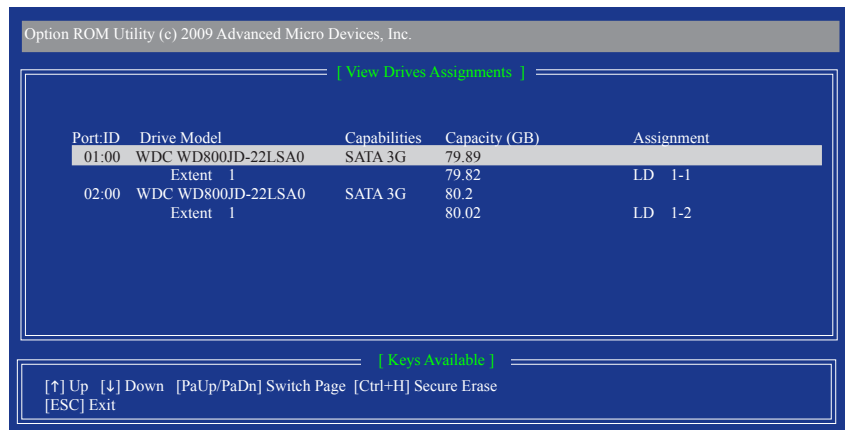 Option ROM Utility (c) 2009 Advanced Micro Devices, Inc.
[ View Drives Assignments ]
Port:ID Drive Model Capabilities Capacity (GB) Assignment
01:00 WDC WD800JD-22LSA0 SATA 3G 79.89
Extent 1 79.82 LD 1-1
02:00 WDC WD800JD-22LSA0 SATA 3G 80.2
Extent 1 80.02 LD 1-2
[ Keys Available ]
[↑] Up [↓] Down [PaUp/PaDn] Switch Page [Ctrl+H] Secure Erase
[ESC] Exit